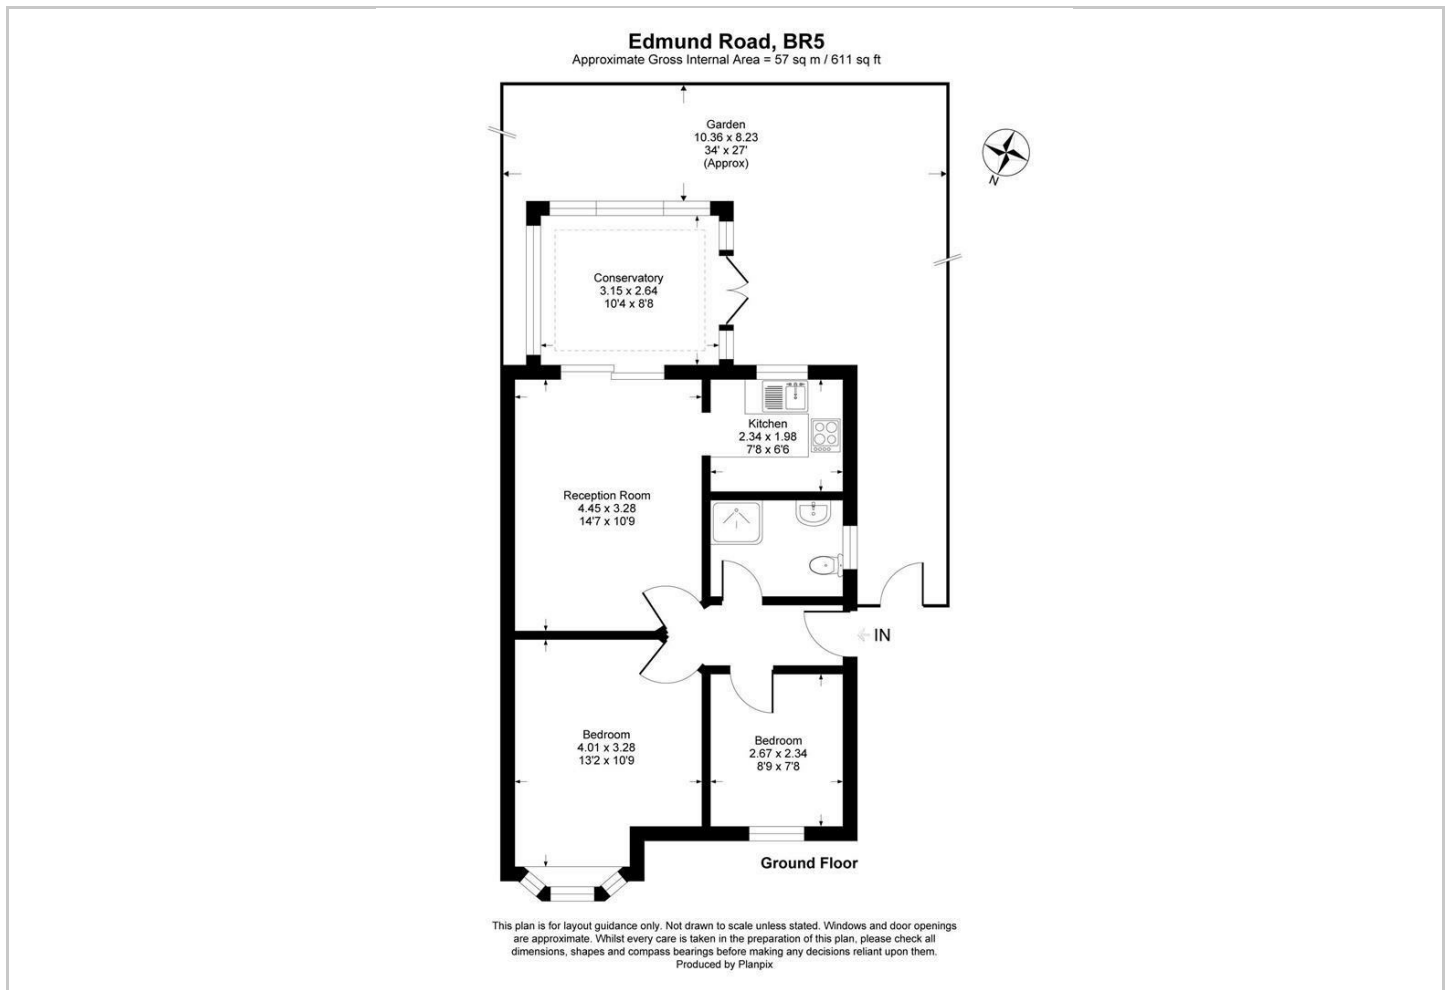 Edmund Road, BR5
Approximate Gross Internal Area = 57 sq m / 611 sq ft
Garden
10.36 x 8.23
34' x 27'
(Approx)
N
Conservatory
3.15 x 2.64
10'4 x 8'8
Kitchen
2.34 x 1.98
7'8 x 6'6
Reception Room
4.45 x 3.28
14'7 x 10'9
IN
Bedroom
4.01 x 3.28
13'2 x 10'9
Bedroom
2.67 x 2.34
8'9 x 7'8
Ground Floor
This plan is for layout guidance only. Not drawn to scale unless stated. Windows and door openings
are approximate. Whilst every care is taken in the preparation of this plan, please check all
dimensions, shapes and compass bearings before making any decisions reliant upon them.
Produced by Planpix